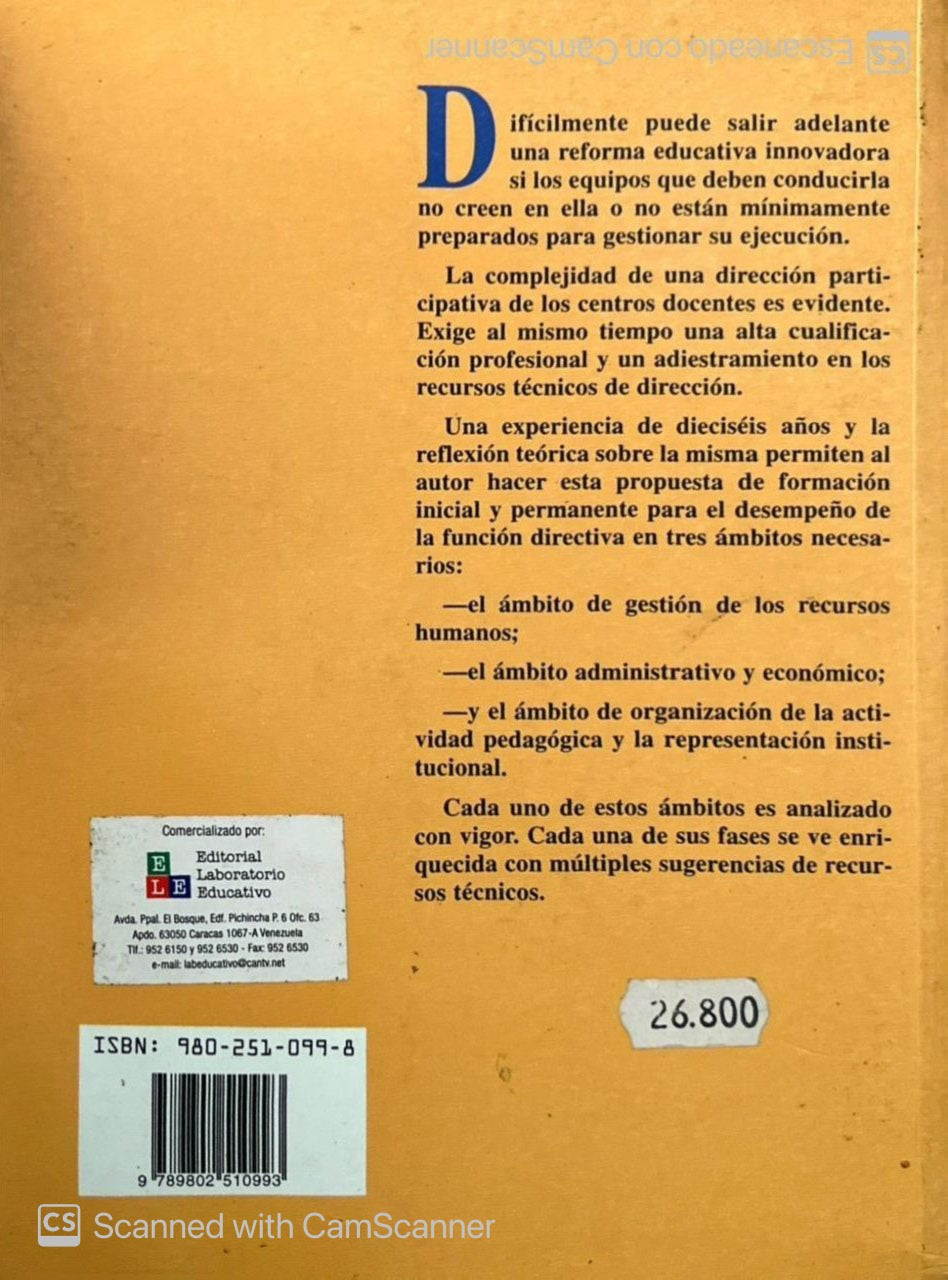 Escaneado con CamScanner
CS
Difícilmente puede salir adelante
una reforma educativa innovadora
si los equipos que deben conducirla
no creen en ella o no están mínimamente
preparados para gestionar su ejecución.
La complejidad de una dirección parti-
cipativa de los centros docentes es evidente.
Exige al mismo tiempo una alta cualifica-
ción profesional y un adiestramiento en los
recursos técnicos de dirección.
Una experiencia de dieciséis años y la
reflexión teórica sobre la misma permiten al
autor hacer esta propuesta de formación
inicial y permanente para el desempeño de
la función directiva en tres ámbitos necesa-
rios:
—el ámbito de gestión de los recursos
humanos;
—el ámbito administrativo y económico;
—y el ámbito de organización de la acti-
vidad pedagógica y la representación insti-
tucional.
Cada uno de estos ámbitos es analizado
con vigor. Cada una de sus fases se ve enri-
quecida con múltiples sugerencias de recur-
sos técnicos.
Comercializado por:
E
L E
Editorial
Laboratorio
Educativo
Avda. Ppal. El Bosque, Edf. Pichincha P. 6 Ofc. 63
Apdo. 63050 Caracas 1067-A Venezuela
Tlf.: 952 6150 y 952 6530 - Fax: 952 6530
e-mail: labeducativo@cantv.net
26.800
ISBN: 980-251-099-8
9 789802 510993
CS Scanned with CamScanner